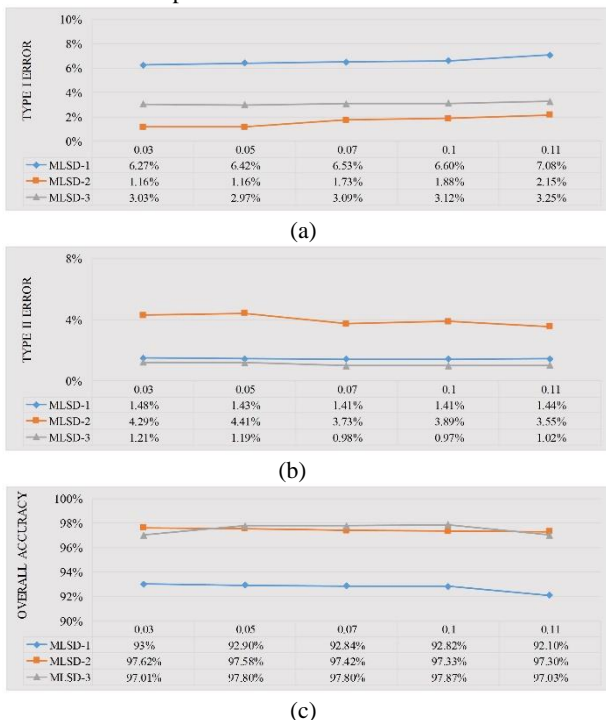 (a)
TYPE I ERROR
10%
8%
6%
4%
2%
0%
0.03 0.05 0.07 0.1 0.11
MLSD-1 6.27% 6.42% 6.53% 6.60% 7.08%
MLSD-2 1.16% 1.16% 1.73% 1.88% 2.15%
MLSD-3 3.03% 2.97% 3.09% 3.12% 3.25%
(b)
TYPE II ERROR
8%
4%
0%
0.03 0.05 0.07 0.1 0.11
MLSD-1 1.48% 1.43% 1.41% 1.41% 1.44%
MLSD-2 4.29% 4.41% 3.73% 3.89% 3.55%
MLSD-3 1.21% 1.19% 0.98% 0.97% 1.02%
(c)
OVERALL ACCURACY
100%
98%
96%
94%
92%
90%
0,03 0,05 0,07 0,1 0,11
MLSD-1 93% 92.90% 92.84% 92.82% 92.10%
MLSD-2 97.62% 97.58% 97.42% 97.33% 97.30%
MLSD-3 97.01% 97.80% 97.80% 97.87% 97.03%